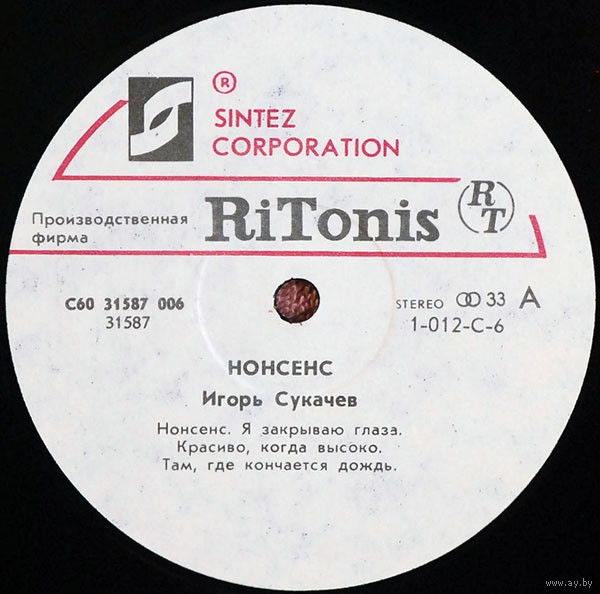 ®
SINTEZ
CORPORATION
Производственная
фирма
RiTonis
RT
С60 31587 006
31587
STEREO 33 A
1-012-C-6
НОНСЕНС
Игорь Сукачев
Нонсенс. Я закрываю глаза.
Красиво, когда высоко.
Там, где кончается дождь.
www.ay.by